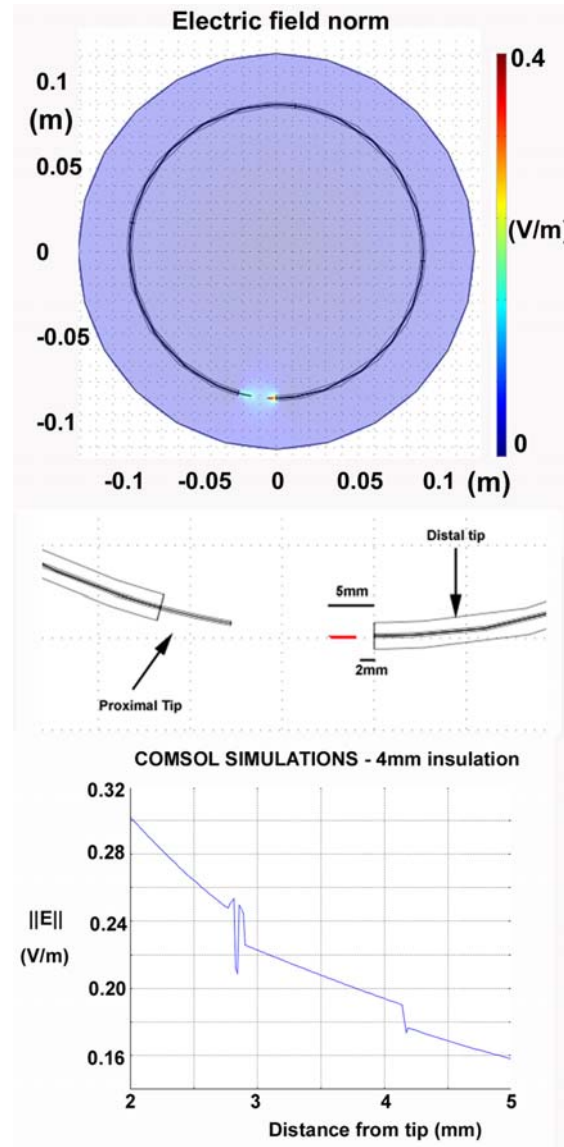 Electric field norm
0.4
0.1
(m)
0.05
(V/m)
0
-0.05
-0.1
0
-0.1 -0.05 0 0.05 0.1 (m)
Distal tip
5mm
2mm
Proximal Tip
COMSOL SIMULATIONS - 4mm insulation
0.32
0.28
||E||
0.24
(V/m)
0.20
0.16
2 3 4 5
Distance from tip (mm)